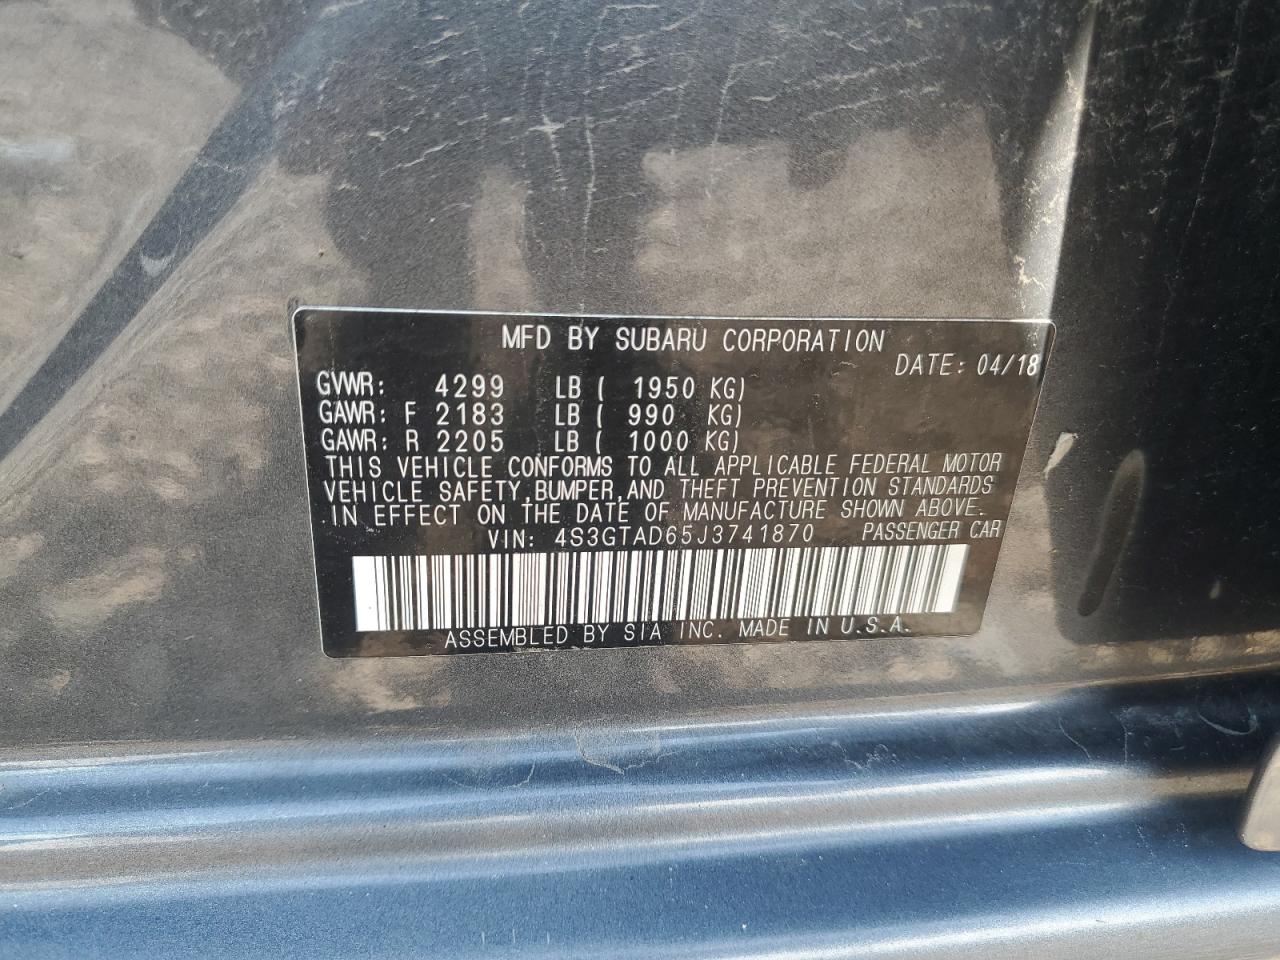 MFD BY SUBARU CORPORATION
DATE: 04/18
GVWR: 4299 LB ( 1950 KG)
GAWR: F 2183 LB ( 990 KG)
GAWR: R 2205 LB ( 1000 KG)
THIS VEHICLE CONFORMS TO ALL APPLICABLE FEDERAL MOTOR
VEHICLE SAFETY,BUMPER,AND THEFT PREVENTION STANDARDS
IN EFFECT ON THE DATE OF MANUFACTURE SHOWN ABOVE.
VIN: 4S3GTAD65J3741870 PASSENGER CAR
ASSEMBLED BY SIA INC. MADE IN U.S.A.